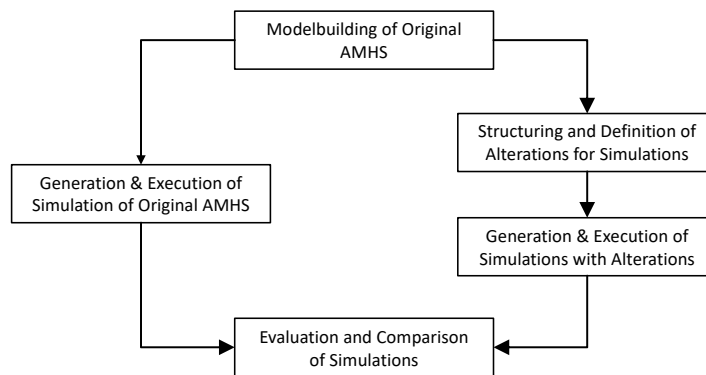 Modelbuilding of Original
AMHS
Structuring and Definition of
Alterations for Simulations
Generation & Execution of
Simulation of Original AMHS
Generation & Execution of
Simulations with Alterations
Evaluation and Comparison
of Simulations